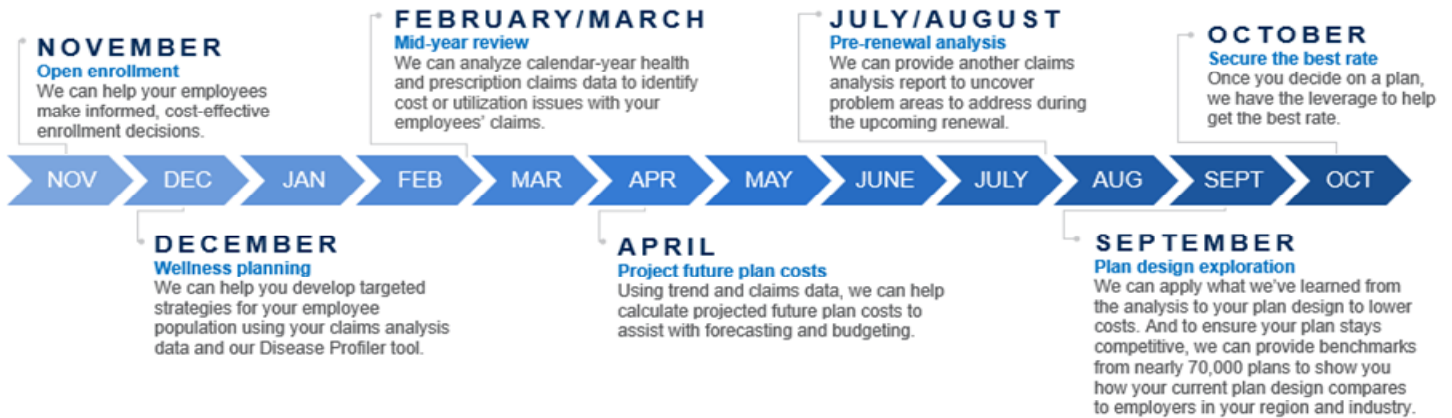 NOVEMBER
Open enrollment
We can help your employees
make informed, cost-effective
enrollment decisions.
FEBRUARY/MARCH
Mid-year review
We can analyze calendar-year health
and prescription claims data to identify
cost or utilization issues with your
employees' claims.
JULY/AUGUST
Pre-renewal analysis
We can provide another claims
analysis report to uncover
problem areas to address during
the upcoming renewal.
OCTOBER
Secure the best rate
Once you decide on a plan,
we have the leverage to help
get the best rate.
NOV DEC JAN FEB MAR APR MAY JUNE JULY AUG SEPT OCT
DECEMBER
Wellness planning
We can help you develop targeted
strategies for your employee
population using your claims analysis
data and our Disease Profiler tool.
APRIL
Project future plan costs
Using trend and claims data, we can help
calculate projected future plan costs to
assist with forecasting and budgeting.
SEPTEMBER
Plan design exploration
We can apply what we've learned from
the analysis to your plan design to lower
costs. And to ensure your plan stays
competitive, we can provide benchmarks
from nearly 70,000 plans to show you
how your current plan design compares
to employers in your region and industry.